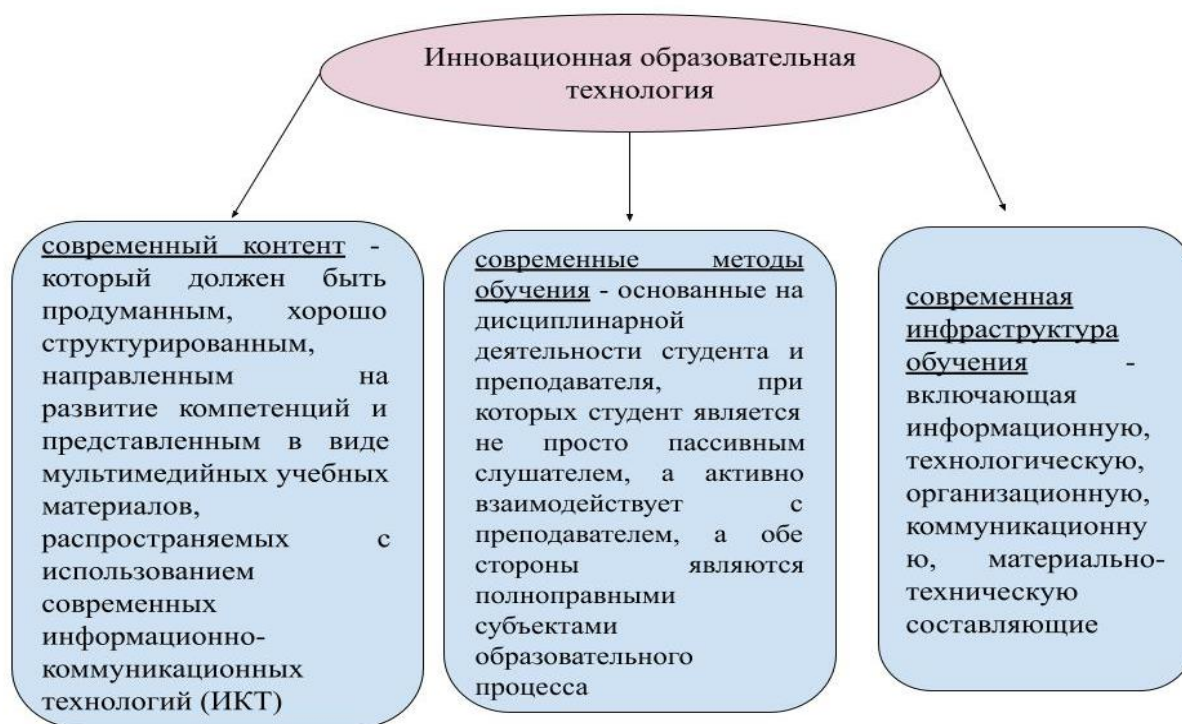 Инновационная образовательная
технология
современный контент -
который должен быть
продуманным, хорошо
структурированным,
направленным на
развитие компетенций и
представленным в виде
мультимедийных учебных
материалов,
распространяемых с
использованием
современных
информационно-
коммуникационных
технологий (ИКТ)
современные методы
обучения - основанные на
дисциплинарной
деятельности студента и
преподавателя, при
которых студент является
не просто пассивным
слушателем, а активно
взаимодействует с
преподавателем, а обе
стороны являются
полноправными
субъектами
образовательного
процесса
современная
инфраструктура
обучения -
включающая
информационную,
технологическую,
организационную,
коммуникационну
ю, материально-
техническую
составляющие